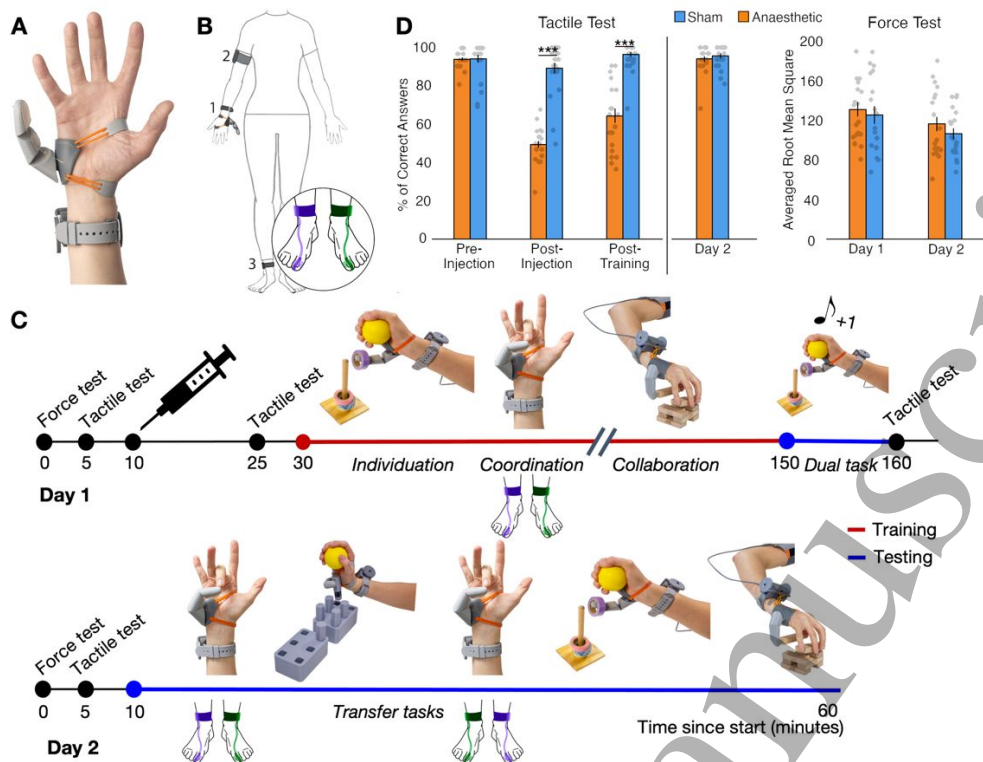 A
B
2
1
3
D
Tactile Test
Sham
Anaesthetic
Force Test
% of Correct Answers
100
80
60
40
20
0
***
***
Pre-
Injection
Post-
Injection
Post-
Training
Day 2
Averaged Root Mean Square
200
160
120
80
40
0
Day 1
Day 2
C
+1
Force test
Tactile test
Tactile test
Tactile test
0
5
10
25
30
150
160
Individuation
Coordination
Collaboration
Dual task
Day 1
Training
Testing
Force test
Tactile test
0
5
10
60
Transfer tasks
Time since start (minutes)
Day 2
anusc